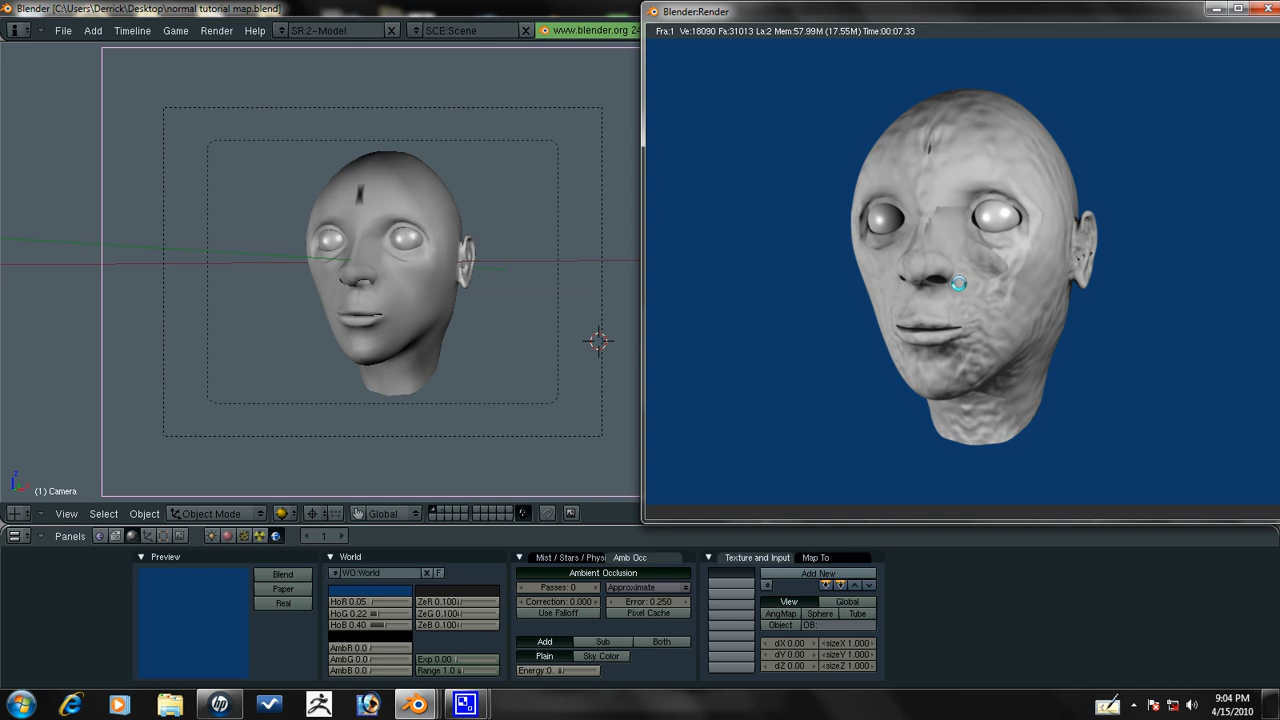 Blender [C:\Users\Derrick\Desktop\normal tutorial map.blend]
File Add Timeline Game Render Help SR:2-Model SCE:Scene www.blender.org 24
Blender:Render
Fra:1 Ve:18090 Fa:31013 La:2 Mem:57.99M (17.55M) Time:00:07.33
z
(1) Camera
View Select Object Object Mode Global
Panels 1
Preview
Blend
Paper
Real
World
WO:World X F
HoR 0.05 ZeR 0.100
HoG 0.22 ZeG 0.100
HoB 0.40 ZeB 0.100
AmbR 0.0
AmbG 0.0 Exp 0.00
AmbB 0.0 Range 1.0
Mist / Stars / Physi Amb Occ
Ambient Occlusion
Passes: 0 Approximate
Correction: 0.000 Error: 0.250
Use Falloff Pixel Cache
Add Sub Both
Plain Sky Color
Energy:0.
Texture and Input Map To
Add New
View Global
AngMap Sphere Tube
Object OB:
dX 0.00 sizeX 1.000
dY 0.00 sizeY 1.000
dZ 0.00 sizeZ 1.000
hp
9:04 PM
4/15/2010